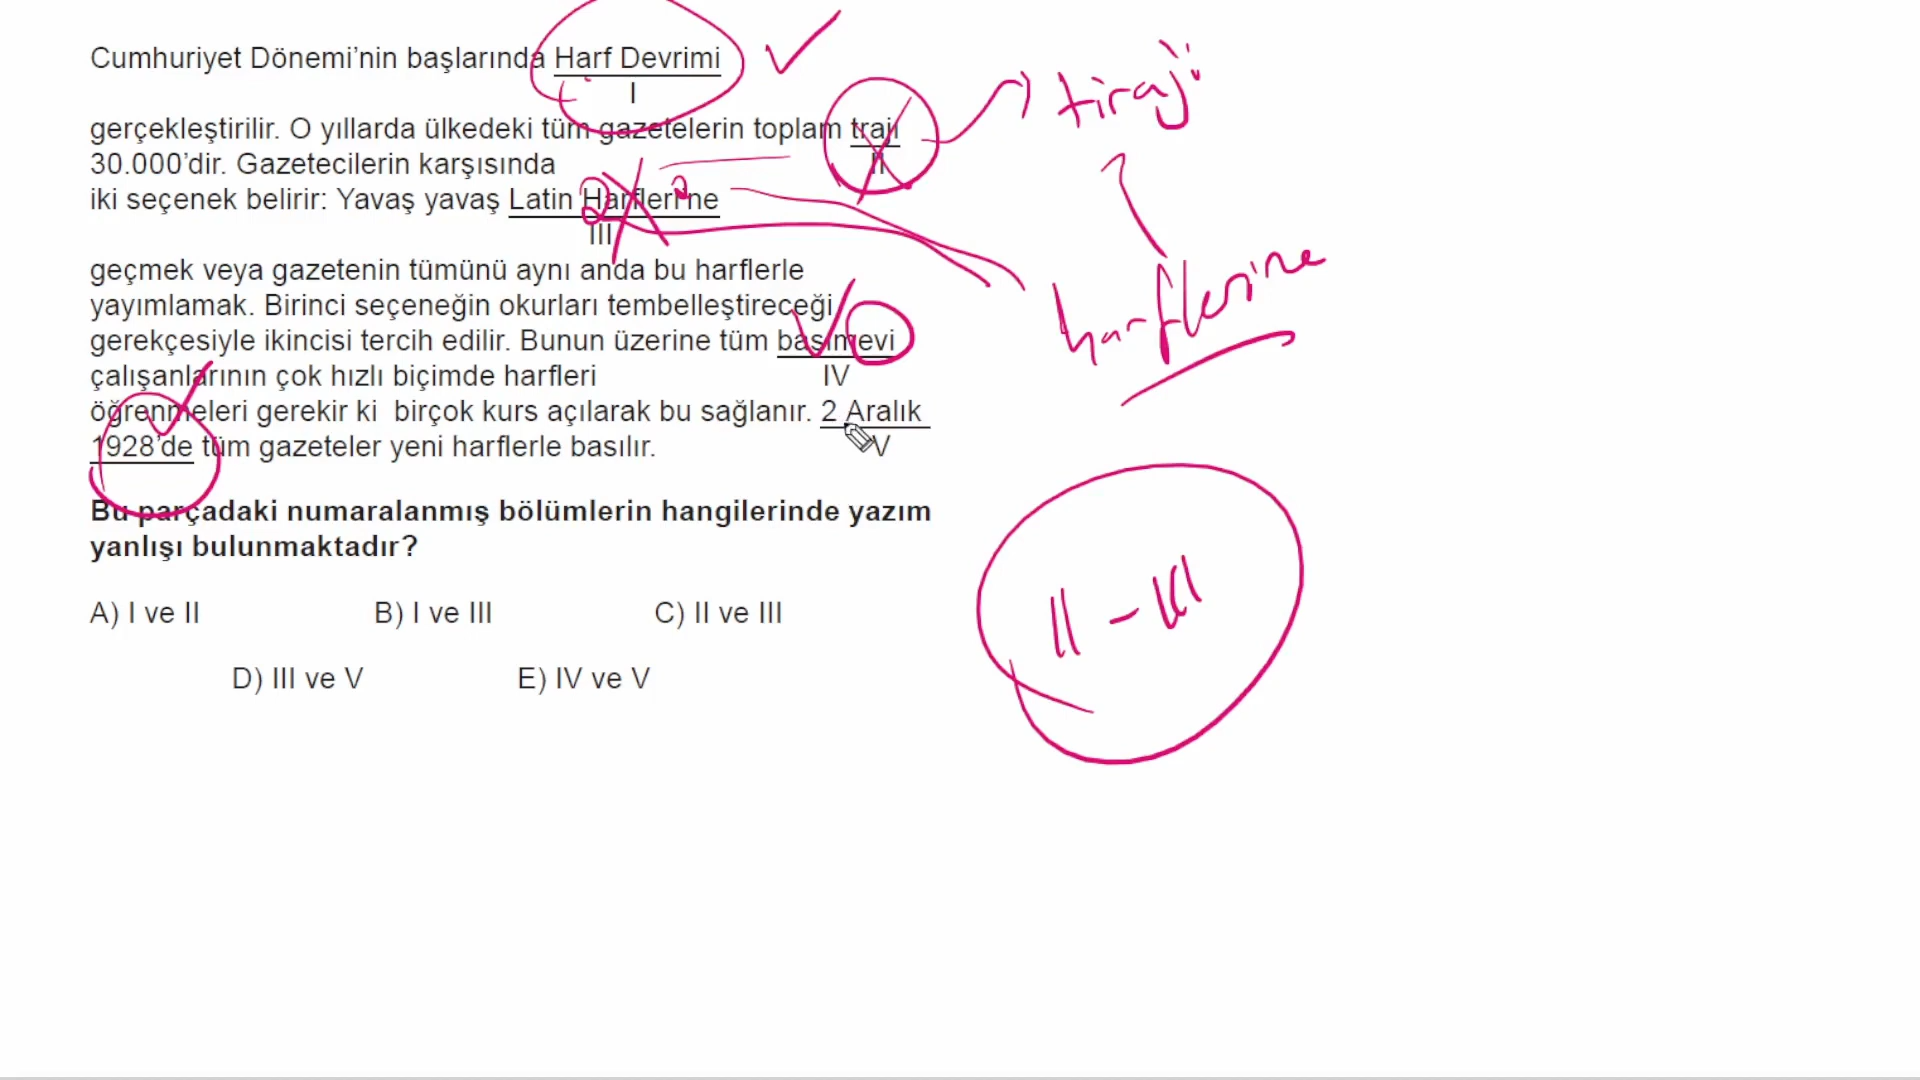 Cumhuriyet Dönemi’nin başlarında Harf Devrimi
I
gerçekleştirilir. O yıllarda ülkedeki tüm gazetelerin toplam traji
II
30.000’dir. Gazetecilerin karşısında
iki seçenek belirir: Yavaş yavaş Latin Harfleri'ne
III
geçmek veya gazetenin tümünü aynı anda bu harflerle
yayımlamak. Birinci seçeneğin okurları tembelleştireceği
gerekçesiyle ikincisi tercih edilir. Bunun üzerine tüm basımevi
IV
çalışanlarının çok hızlı biçimde harfleri
öğrenmeleri gerekir ki birçok kurs açılarak bu sağlanır. 2 Aralık
V
1928’de tüm gazeteler yeni harflerle basılır.
Bu parçadaki numaralanmış bölümlerin hangilerinde yazım
yanlışı bulunmaktadır?
A) I ve II B) I ve III C) II ve III
D) III ve V E) IV ve V
tirajı
harflerine
II - III